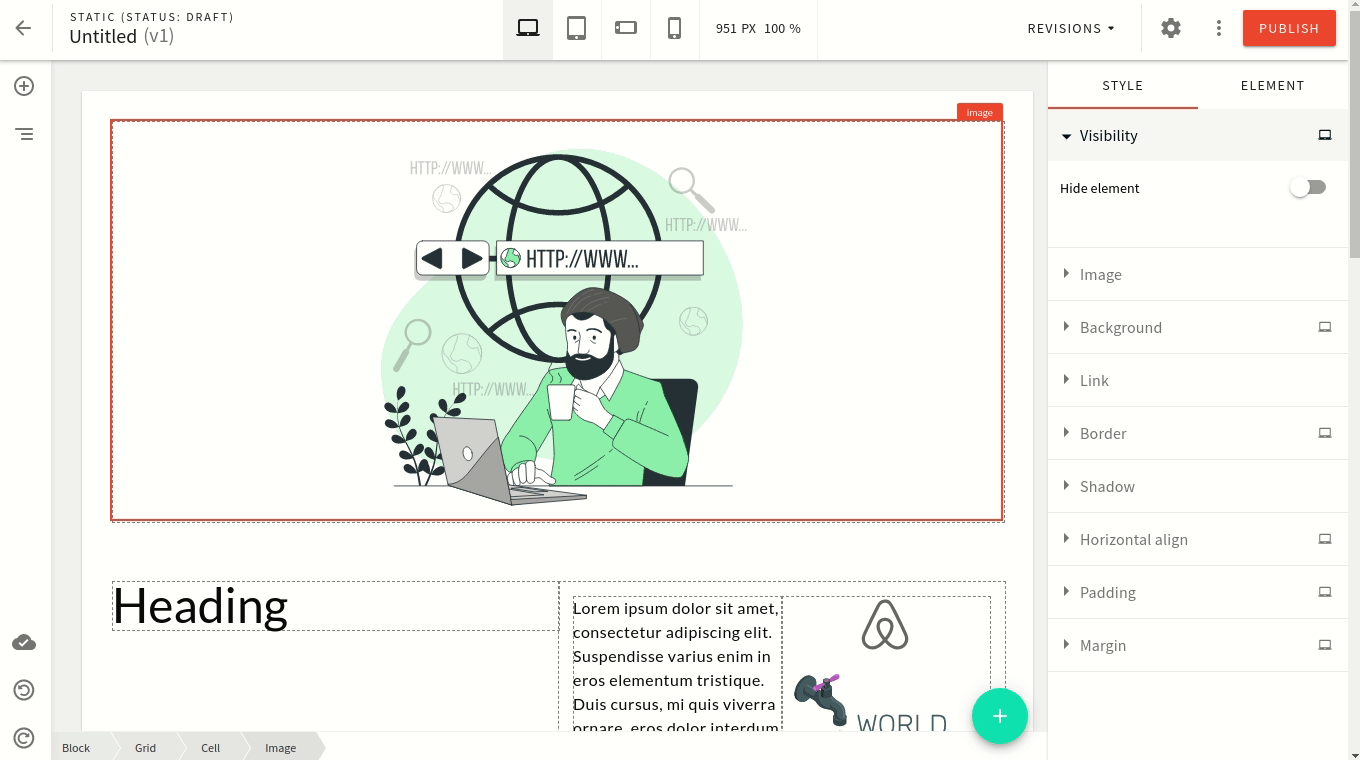 STATIC (STATUS: DRAFT)
Untitled (v1)
951 PX 100 %
REVISIONS
PUBLISH
STYLE
ELEMENT
Visibility
Hide element
Image
Background
Link
Border
Shadow
Horizontal align
Padding
Margin
Image
HTTP://WWW...
HTTP://WWW...
HTTP://WWW...
HTTP://WWW...
Heading
Lorem ipsum dolor sit amet,
consectetur adipiscing elit.
Suspendisse varius enim in
eros elementum tristique.
Duis cursus, mi quis viverra
ornare, eros dolor interdum
WORLD
Block
Grid
Cell
Image